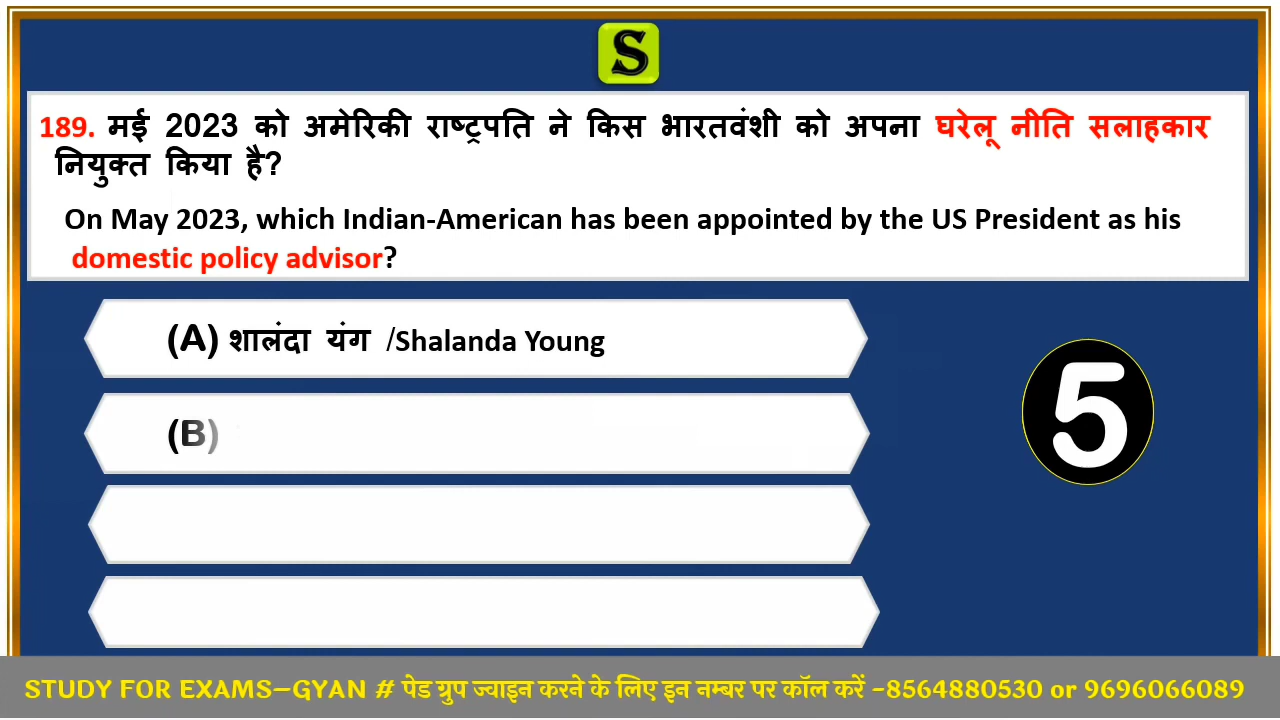 S
189. मई 2023 को अमेरिकी राष्ट्रपति ने किस भारतवंशी को अपना घरेलू नीति सलाहकार
नियुक्त किया है?
On May 2023, which Indian-American has been appointed by the US President as his
domestic policy advisor?
(A) शालंदा यंग /Shalanda Young
(B)
5
STUDY FOR EXAMS–GYAN # पेड ग्रुप ज्वाइन करने के लिए इन नम्बर पर कॉल करें -8564880530 or 9696066089